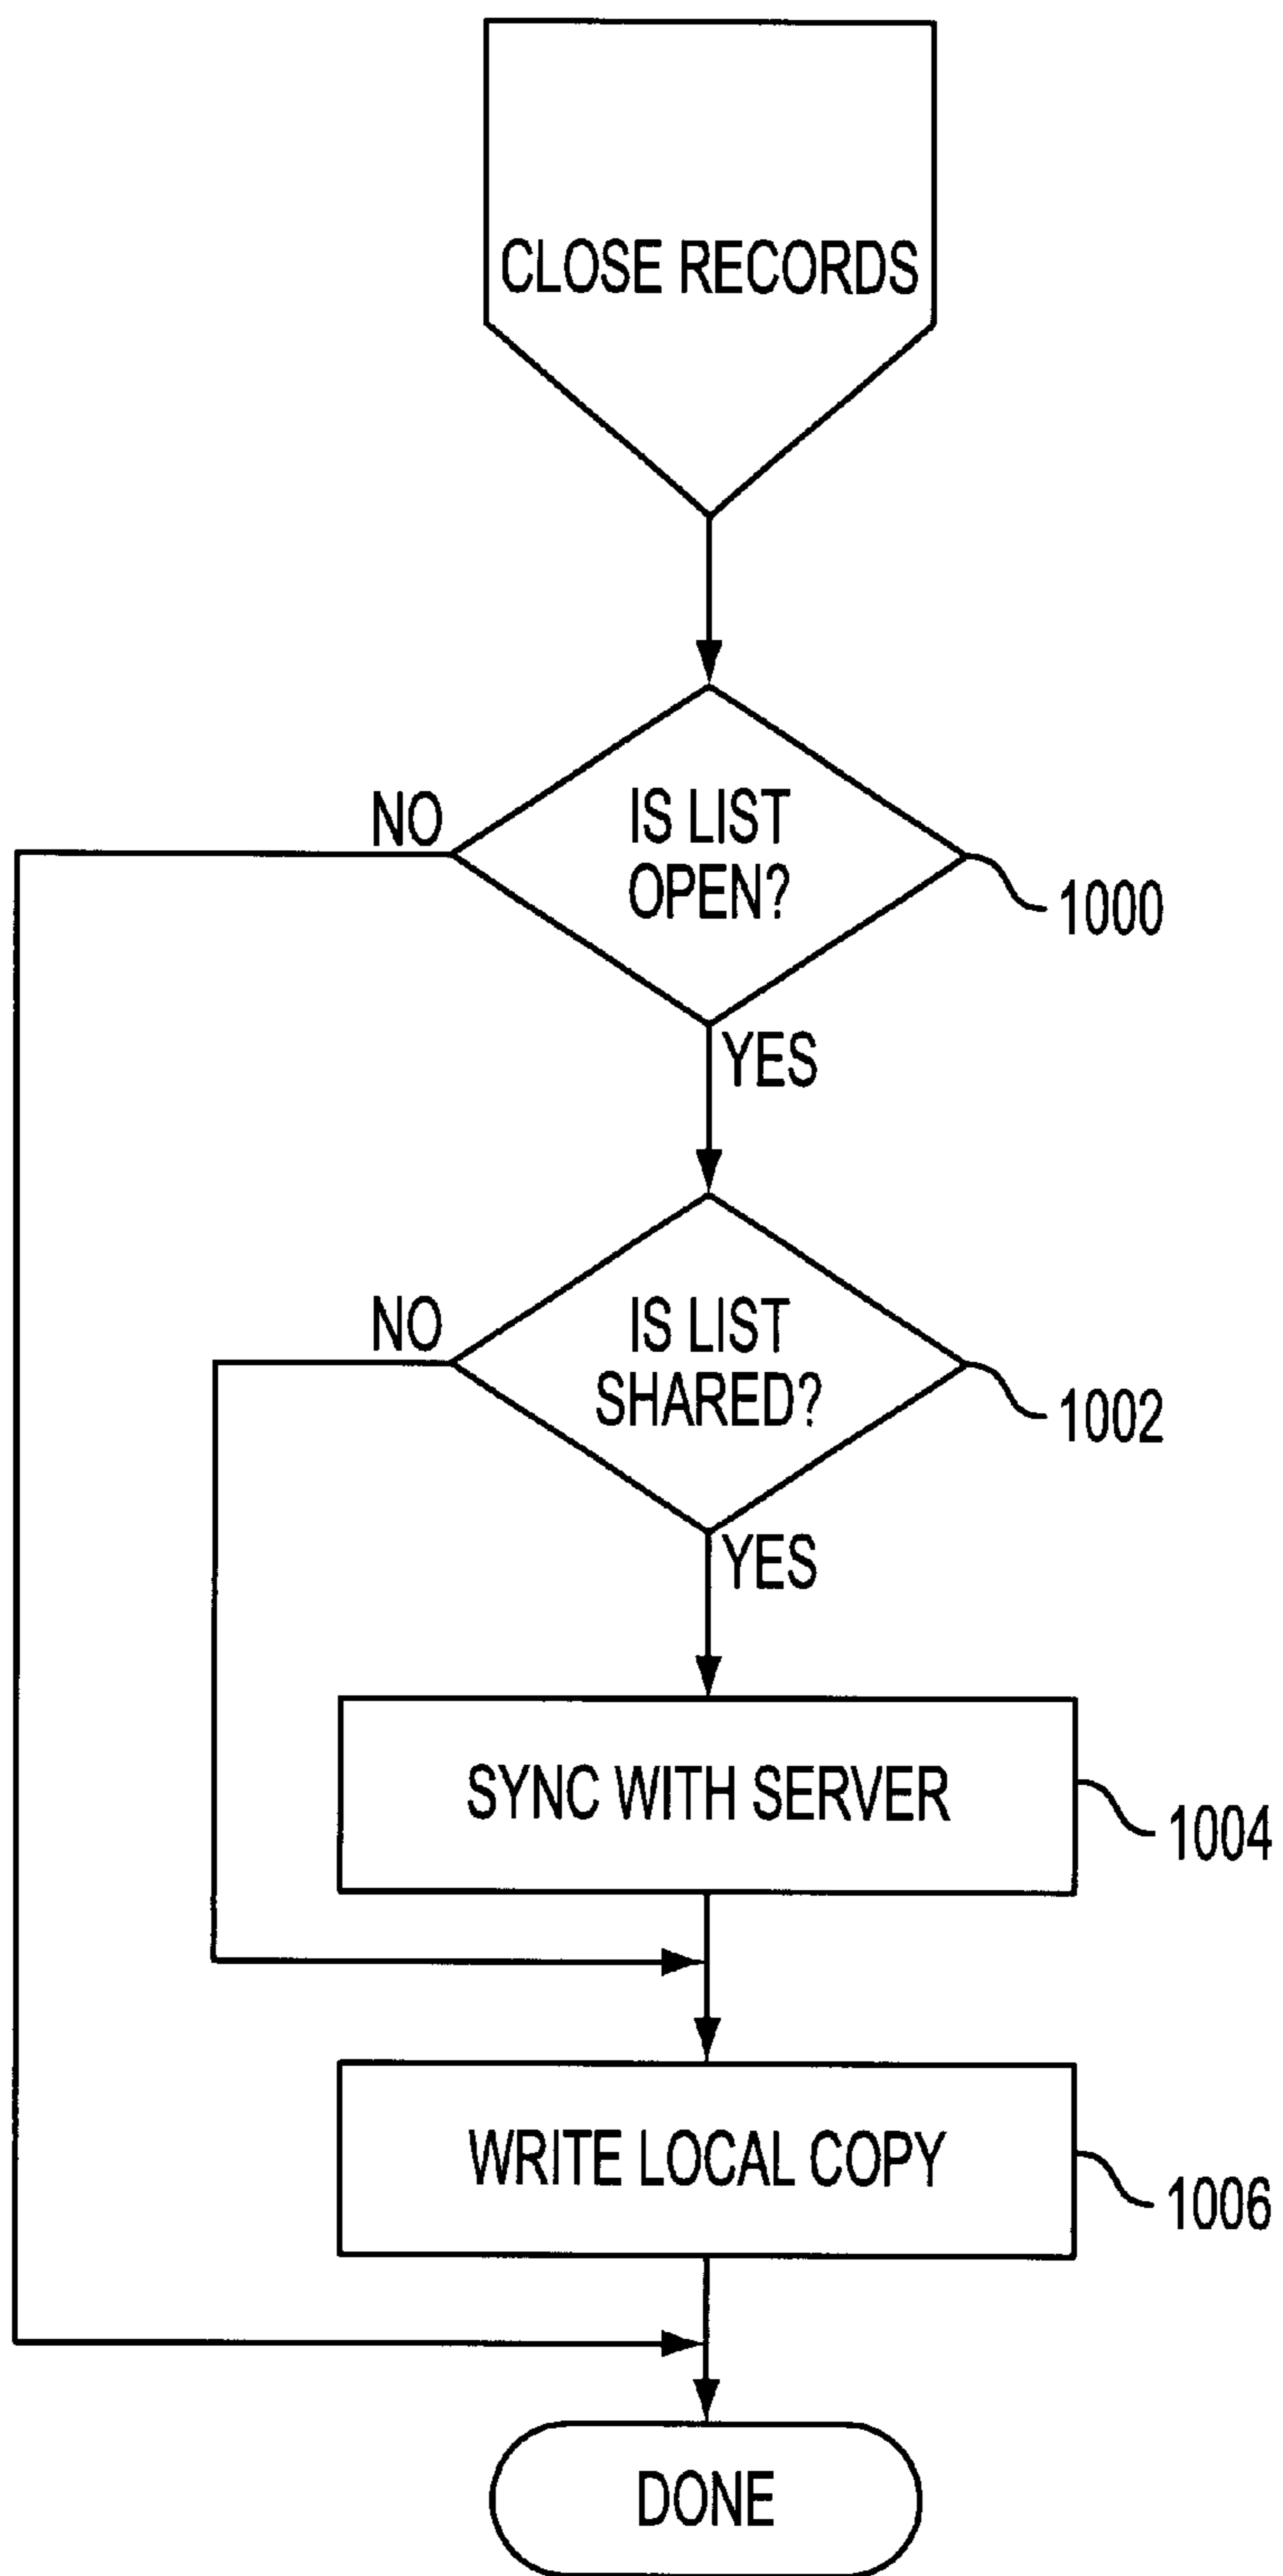 CLOSE RECORDS
NO
IS LIST
OPEN?
1000
YES
NO
IS LIST
SHARED?
1002
YES
SYNC WITH SERVER
1004
WRITE LOCAL COPY
1006
DONE